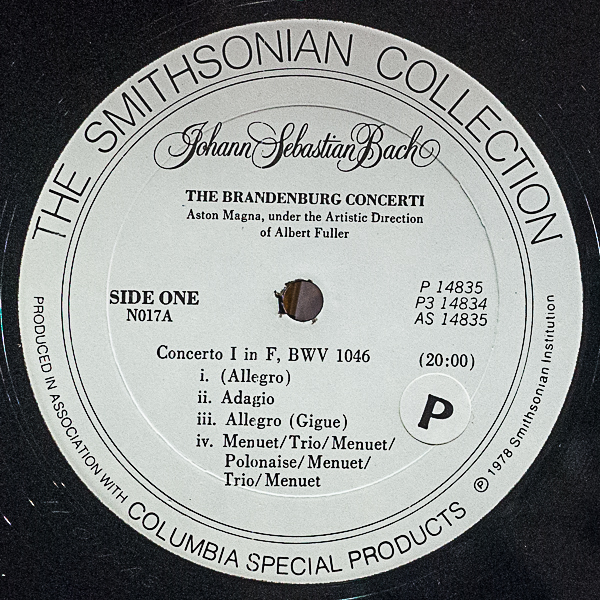 THE SMITHSONIAN COLLECTION
Johann Sebastian Bach
THE BRANDENBURG CONCERTI
Aston Magna, under the Artistic Direction
of Albert Fuller
SIDE ONE
N017A
P 14835
P3 14834
AS 14835
Concerto I in F, BWV 1046 (20:00)
i. (Allegro)
ii. Adagio
iii. Allegro (Gigue)
iv. Menuet/Trio/Menuet/
Polonaise/Menuet/
Trio/Menuet
P
PRODUCED IN ASSOCIATION WITH COLUMBIA SPECIAL PRODUCTS
℗ 1978 Smithsonian Institution